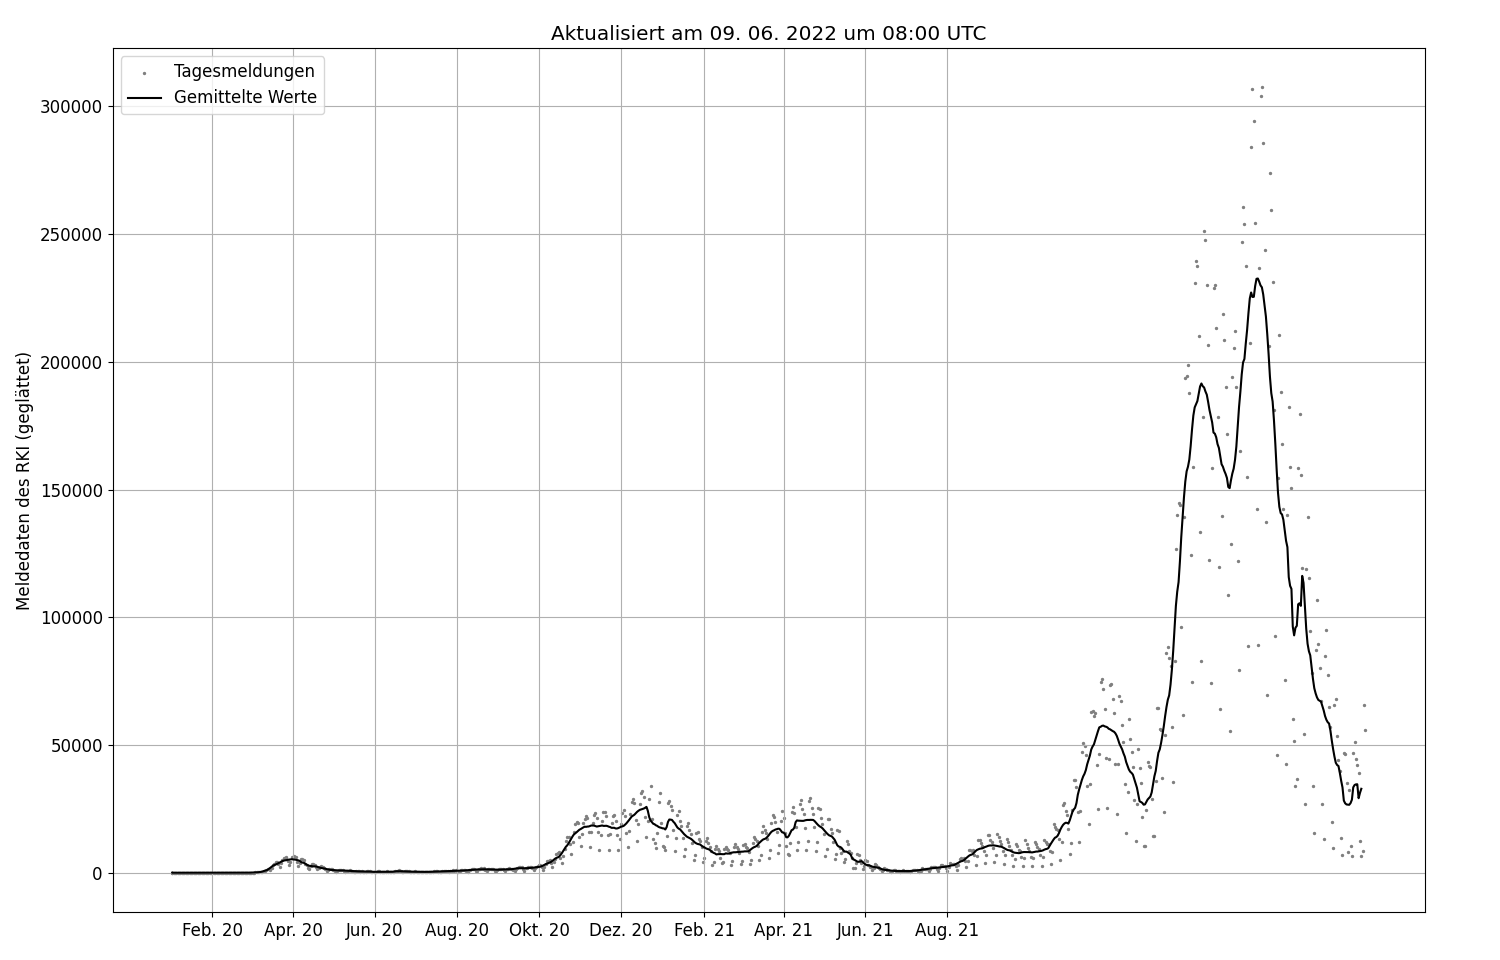 Aktualisiert am 09. 06. 2022 um 08:00 UTC
Tagesmeldungen
Gemittelte Werte
Meldedaten des RKI (geglättet)
300000
250000
200000
150000
100000
50000
0
Feb. 20 Apr. 20 Jun. 20 Aug. 20 Okt. 20 Dez. 20 Feb. 21 Apr. 21 Jun. 21 Aug. 21